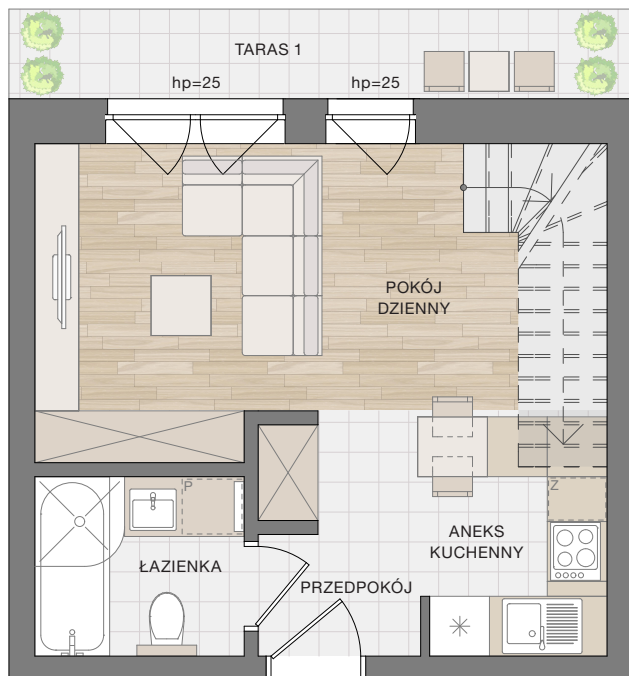 TARAS 1
hp=25
hp=25
POKÓJ
DZIENNY
P
Z
ANEKS
KUCHENNY
ŁAZIENKA
PRZEDPOKÓJ